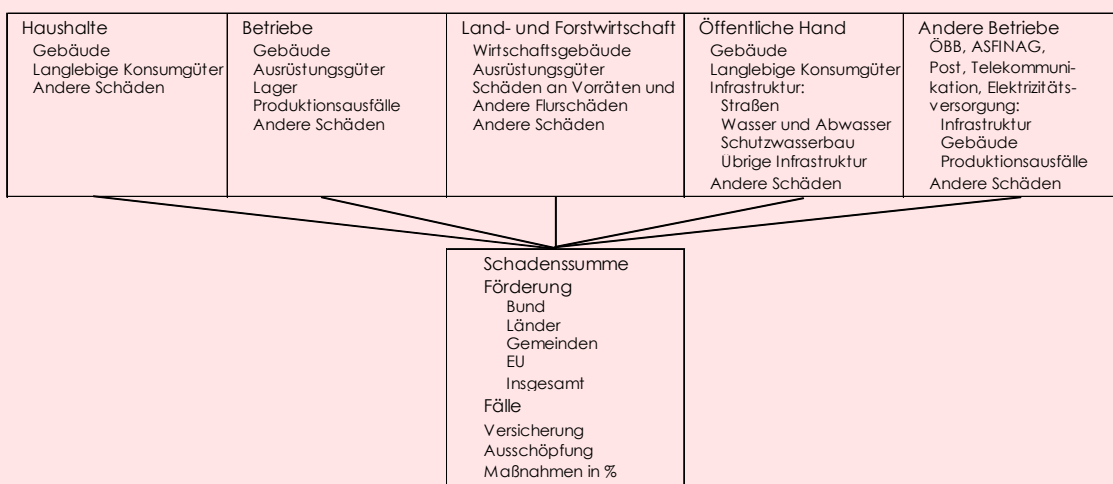 Haushalte
Gebäude
Langlebige Konsumgüter
Andere Schäden
Betriebe
Gebäude
Ausrüstungsgüter
Lager
Produktionsausfälle
Andere Schäden
Land- und Forstwirtschaft
Wirtschaftsgebäude
Ausrüstungsgüter
Schäden an Vorräten und
Andere Flurschäden
Andere Schäden
Öffentliche Hand
Gebäude
Langlebige Konsumgüter
Infrastruktur:
Straßen
Wasser und Abwasser
Schutzwasserbau
Übrige Infrastruktur
Andere Schäden
Andere Betriebe
ÖBB, ASFINAG,
Post, Telekommuni-
kation, Elektrizitäts-
versorgung:
Infrastruktur
Gebäude
Produktionsausfälle
Andere Schäden
Schadenssumme
Förderung
Bund
Länder
Gemeinden
EU
Insgesamt
Fälle
Versicherung
Ausschöpfung
Maßnahmen in %